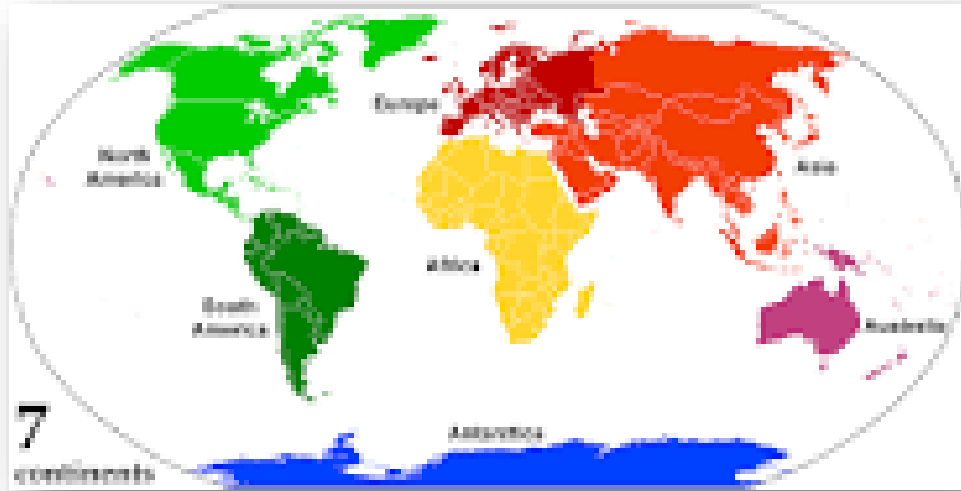 Europe
North
America
Asia
Africa
South
America
Australia
Antarctica
7
continents